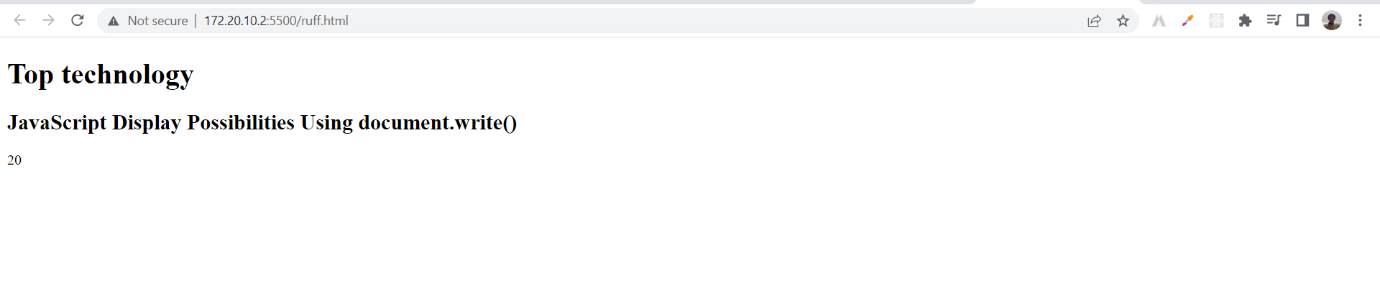 Not secure | 172.20.10.2:5500/ruff.html
Top technology
JavaScript Display Possibilities Using document.write()
20